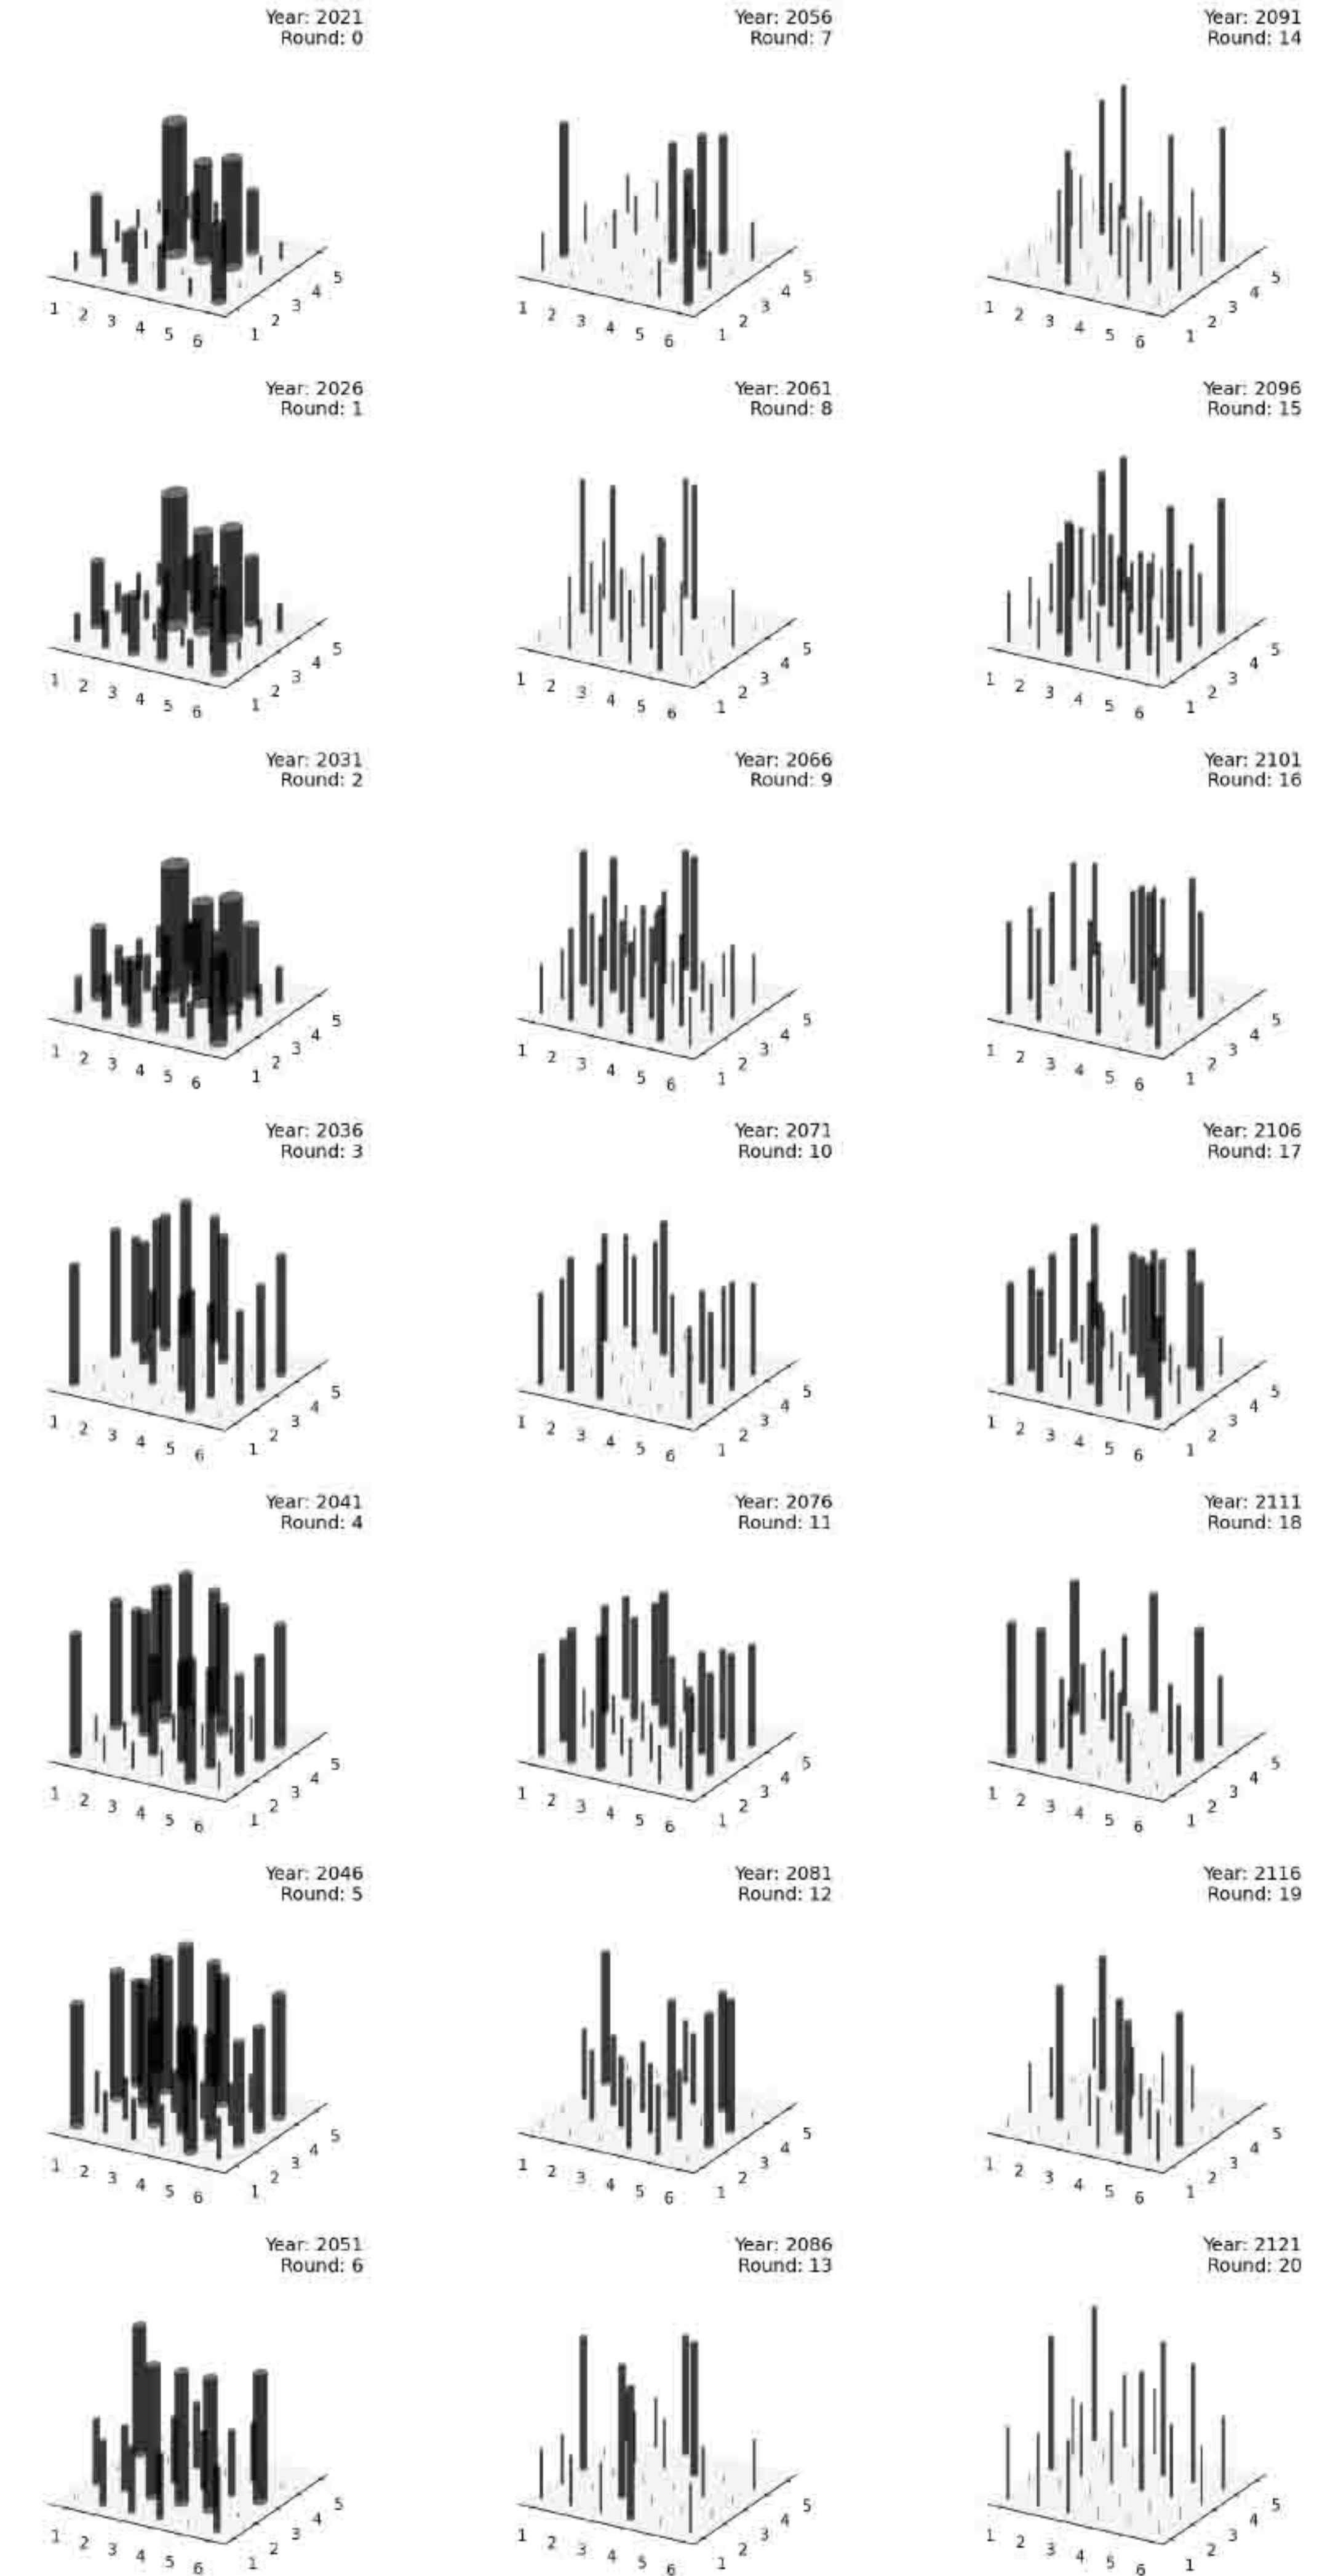 Year: 2021
Round: 0
1 2 3 4 5 6
1 2 3 4 5
Year: 2056
Round: 7
1 2 3 4 5 6
1 2 3 4 5
Year: 2091
Round: 14
1 2 3 4 5 6
1 2 3 4 5
Year: 2026
Round: 1
1 2 3 4 5 6
1 2 3 4 5
Year: 2061
Round: 8
1 2 3 4 5 6
1 2 3 4 5
Year: 2096
Round: 15
1 2 3 4 5 6
1 2 3 4 5
Year: 2031
Round: 2
1 2 3 4 5 6
1 2 3 4 5
Year: 2066
Round: 9
1 2 3 4 5 6
1 2 3 4 5
Year: 2101
Round: 16
1 2 3 4 5 6
1 2 3 4 5
Year: 2036
Round: 3
1 2 3 4 5 6
1 2 3 4 5
Year: 2071
Round: 10
1 2 3 4 5 6
1 2 3 4 5
Year: 2106
Round: 17
1 2 3 4 5 6
1 2 3 4 5
Year: 2041
Round: 4
1 2 3 4 5 6
1 2 3 4 5
Year: 2076
Round: 11
1 2 3 4 5 6
1 2 3 4 5
Year: 2111
Round: 18
1 2 3 4 5 6
1 2 3 4 5
Year: 2046
Round: 5
1 2 3 4 5 6
1 2 3 4 5
Year: 2081
Round: 12
1 2 3 4 5 6
1 2 3 4 5
Year: 2116
Round: 19
1 2 3 4 5 6
1 2 3 4 5
Year: 2051
Round: 6
1 2 3 4 5 6
1 2 3 4 5
Year: 2086
Round: 13
1 2 3 4 5 6
1 2 3 4 5
Year: 2121
Round: 20
1 2 3 4 5 6
1 2 3 4 5